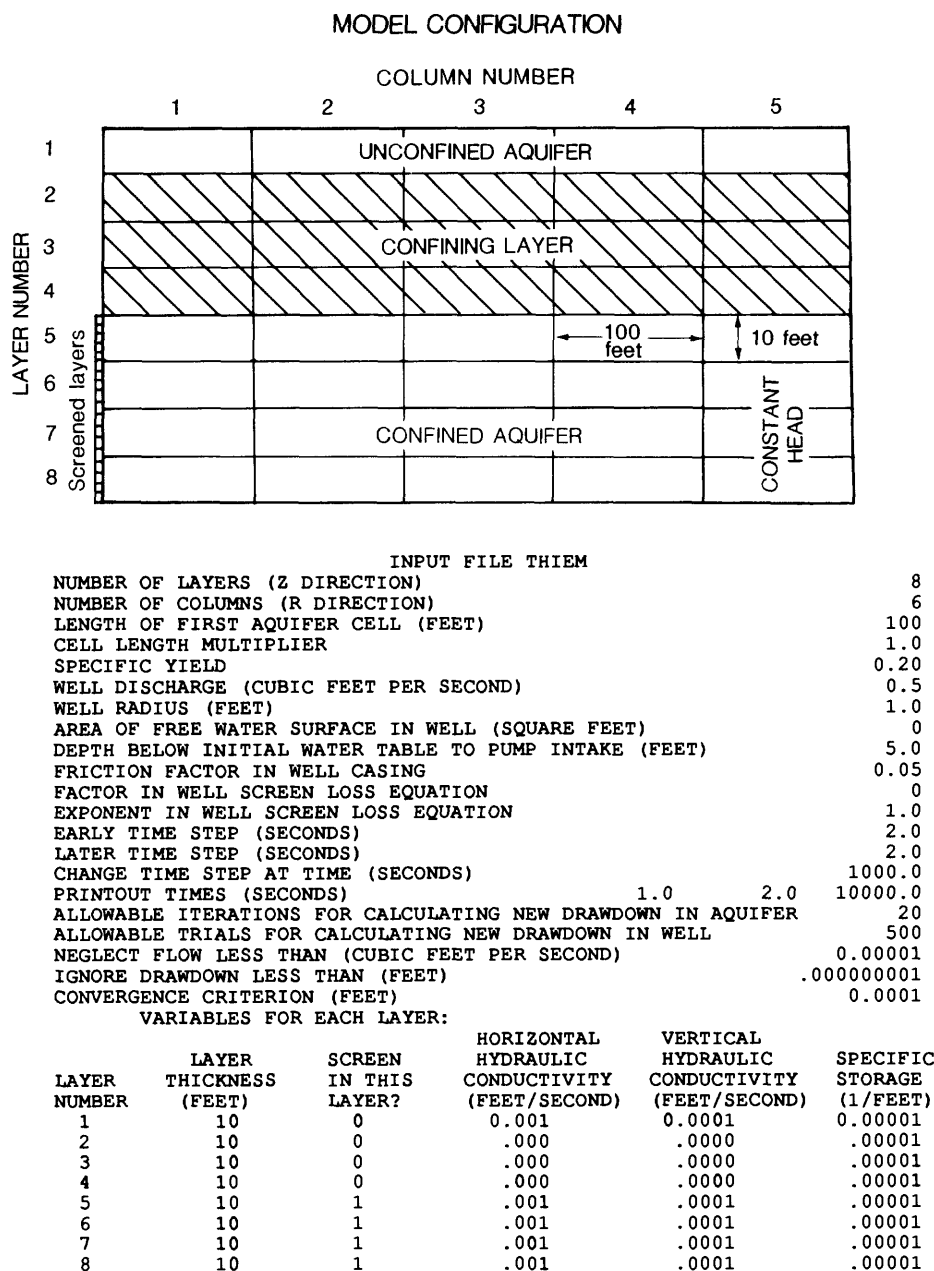 MODEL CONFIGURATION
COLUMN NUMBER
1 2 3 4 5
LAYER NUMBER
Screened layers
1 UNCONFINED AQUIFER
2
3 CONFINING LAYER
4
5 100 feet 10 feet
6
7 CONFINED AQUIFER
8
CONSTANT HEAD
INPUT FILE THIEM
NUMBER OF LAYERS (Z DIRECTION) 8
NUMBER OF COLUMNS (R DIRECTION) 6
LENGTH OF FIRST AQUIFER CELL (FEET) 100
CELL LENGTH MULTIPLIER 1.0
SPECIFIC YIELD 0.20
WELL DISCHARGE (CUBIC FEET PER SECOND) 0.5
WELL RADIUS (FEET) 1.0
AREA OF FREE WATER SURFACE IN WELL (SQUARE FEET) 0
DEPTH BELOW INITIAL WATER TABLE TO PUMP INTAKE (FEET) 5.0
FRICTION FACTOR IN WELL CASING 0.05
FACTOR IN WELL SCREEN LOSS EQUATION 0
EXPONENT IN WELL SCREEN LOSS EQUATION 1.0
EARLY TIME STEP (SECONDS) 2.0
LATER TIME STEP (SECONDS) 2.0
CHANGE TIME STEP AT TIME (SECONDS) 1000.0
PRINTOUT TIMES (SECONDS) 1.0 2.0 10000.0
ALLOWABLE ITERATIONS FOR CALCULATING NEW DRAWDOWN IN AQUIFER 20
ALLOWABLE TRIALS FOR CALCULATING NEW DRAWDOWN IN WELL 500
NEGLECT FLOW LESS THAN (CUBIC FEET PER SECOND) 0.00001
IGNORE DRAWDOWN LESS THAN (FEET) .000000001
CONVERGENCE CRITERION (FEET) 0.0001
VARIABLES FOR EACH LAYER:
HORIZONTAL VERTICAL
LAYER SCREEN HYDRAULIC HYDRAULIC SPECIFIC
LAYER THICKNESS IN THIS CONDUCTIVITY CONDUCTIVITY STORAGE
NUMBER (FEET) LAYER? (FEET/SECOND) (FEET/SECOND) (1/FEET)
1 10 0 0.001 0.0001 0.00001
2 10 0 .000 .0000 .00001
3 10 0 .000 .0000 .00001
4 10 0 .000 .0000 .00001
5 10 1 .001 .0001 .00001
6 10 1 .001 .0001 .00001
7 10 1 .001 .0001 .00001
8 10 1 .001 .0001 .00001